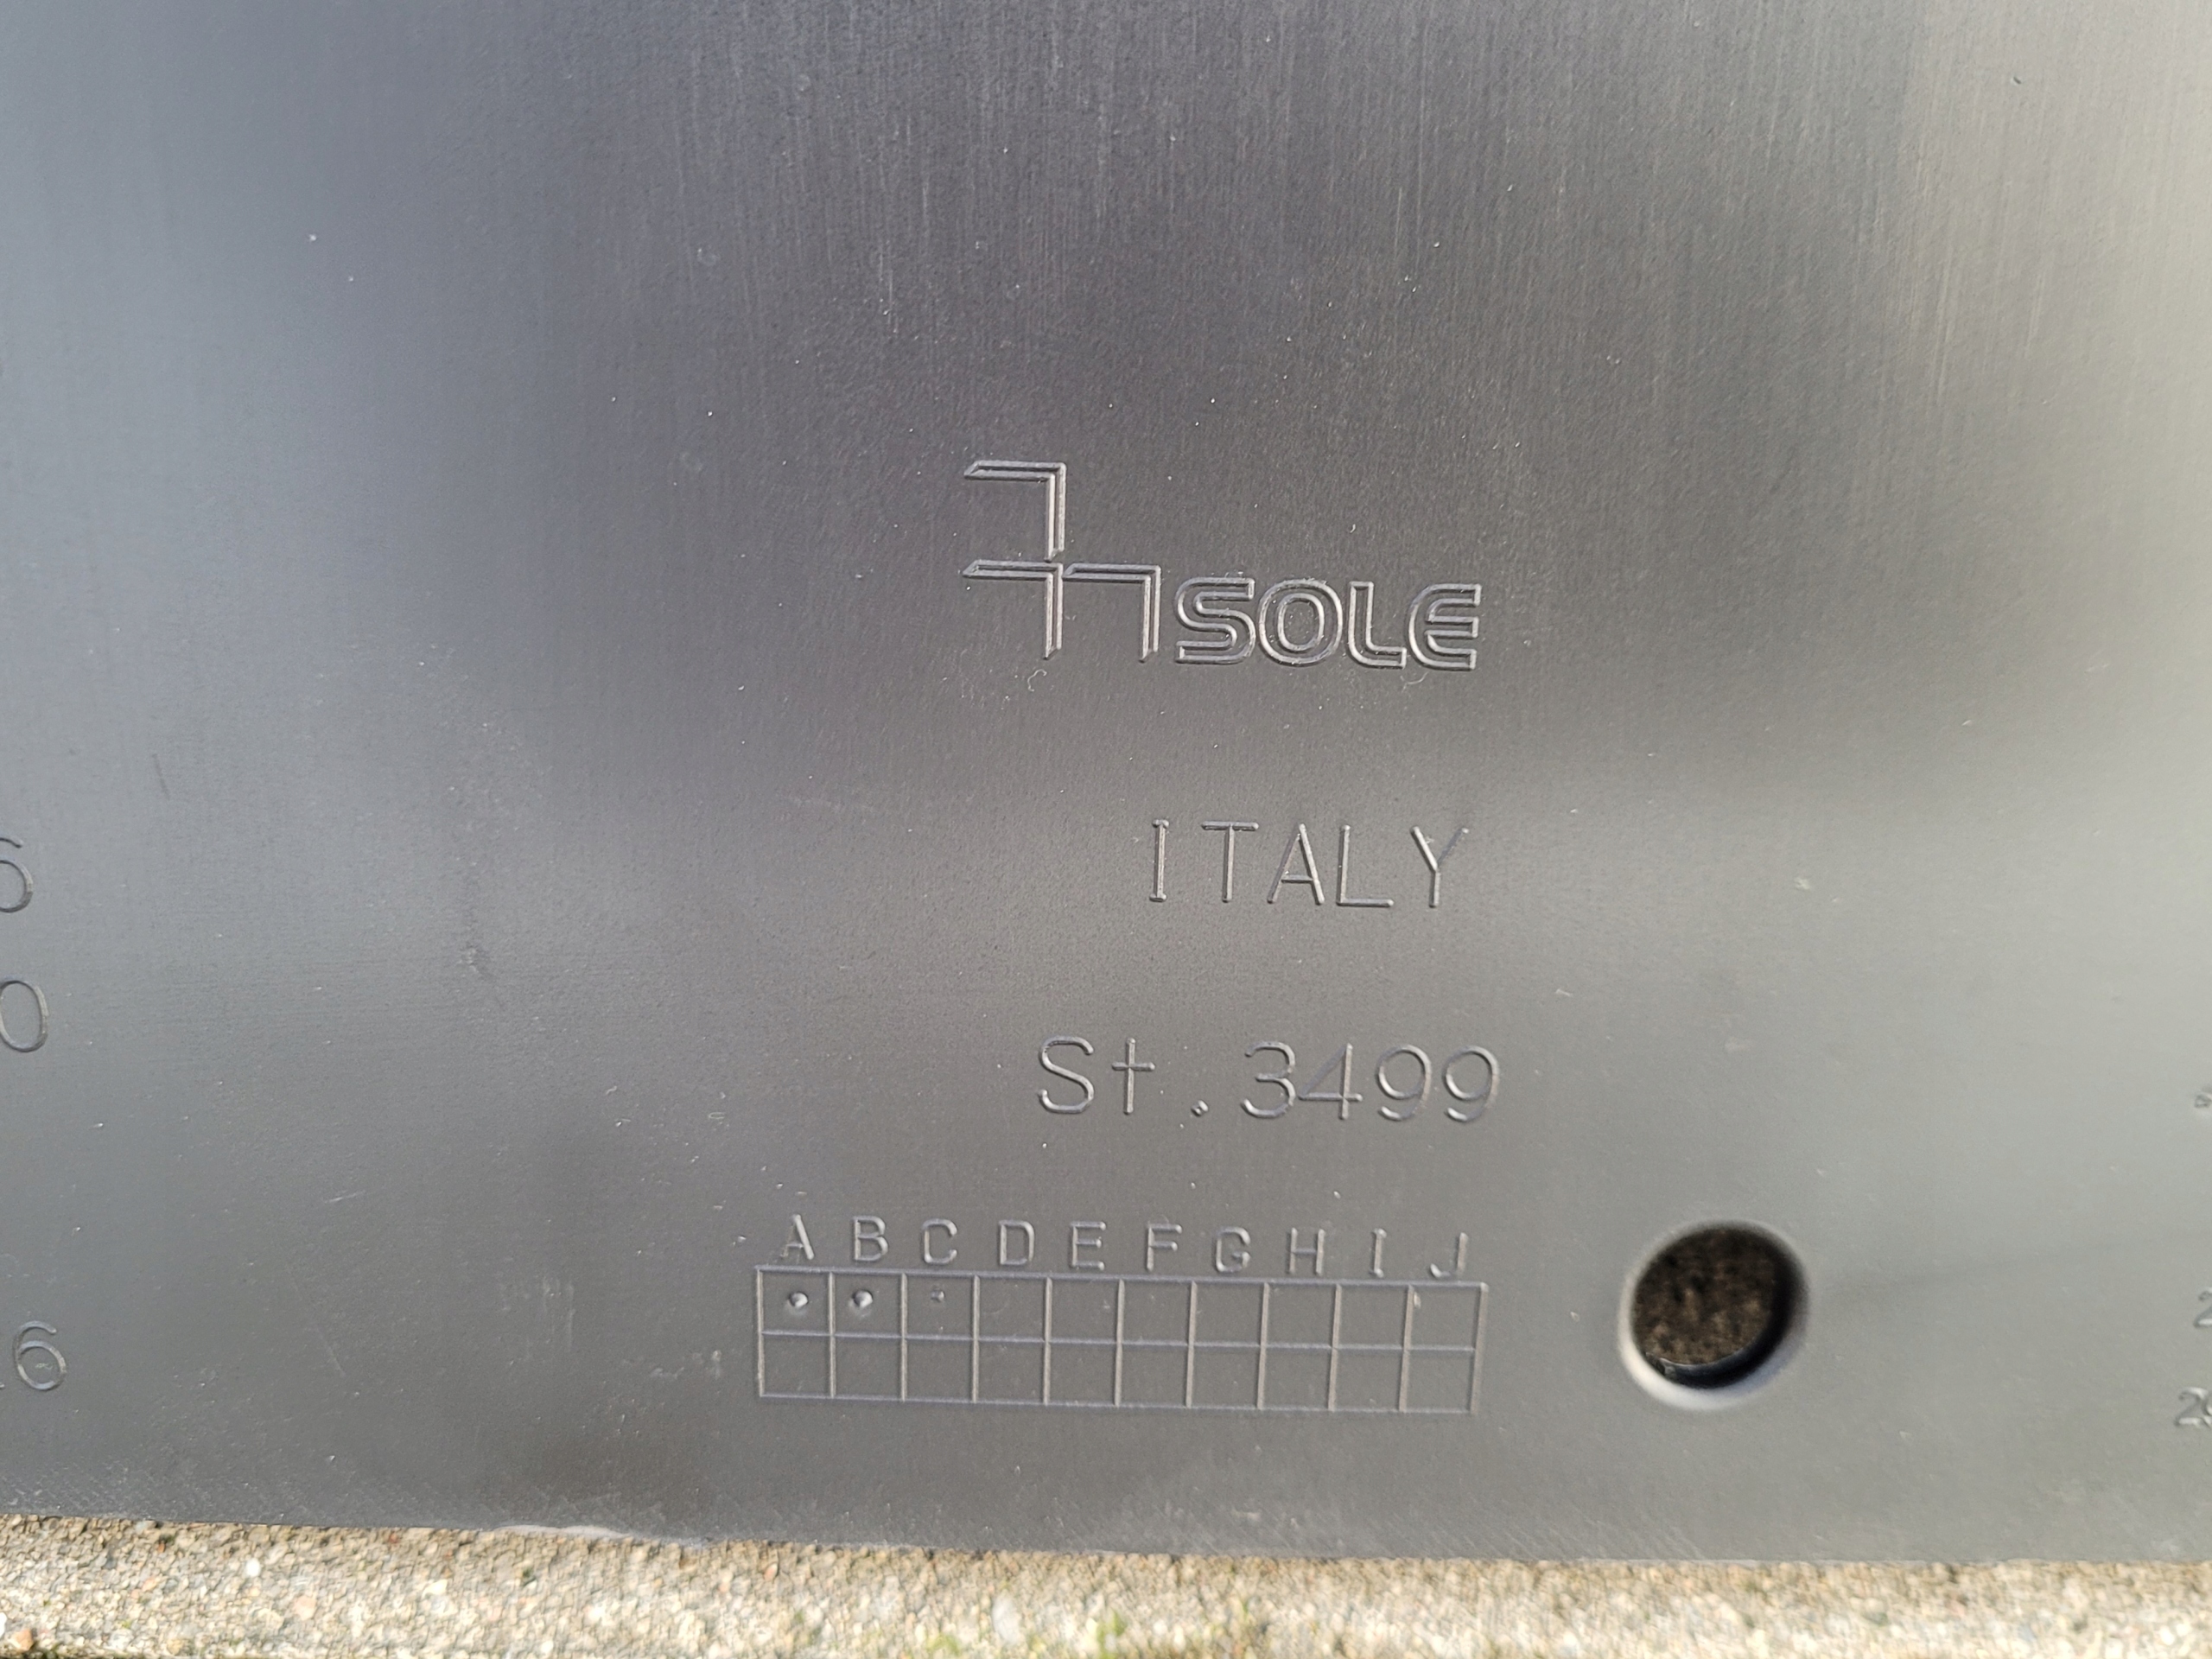 SOLE
ITALY
St.3499
A B C D E F G H I J